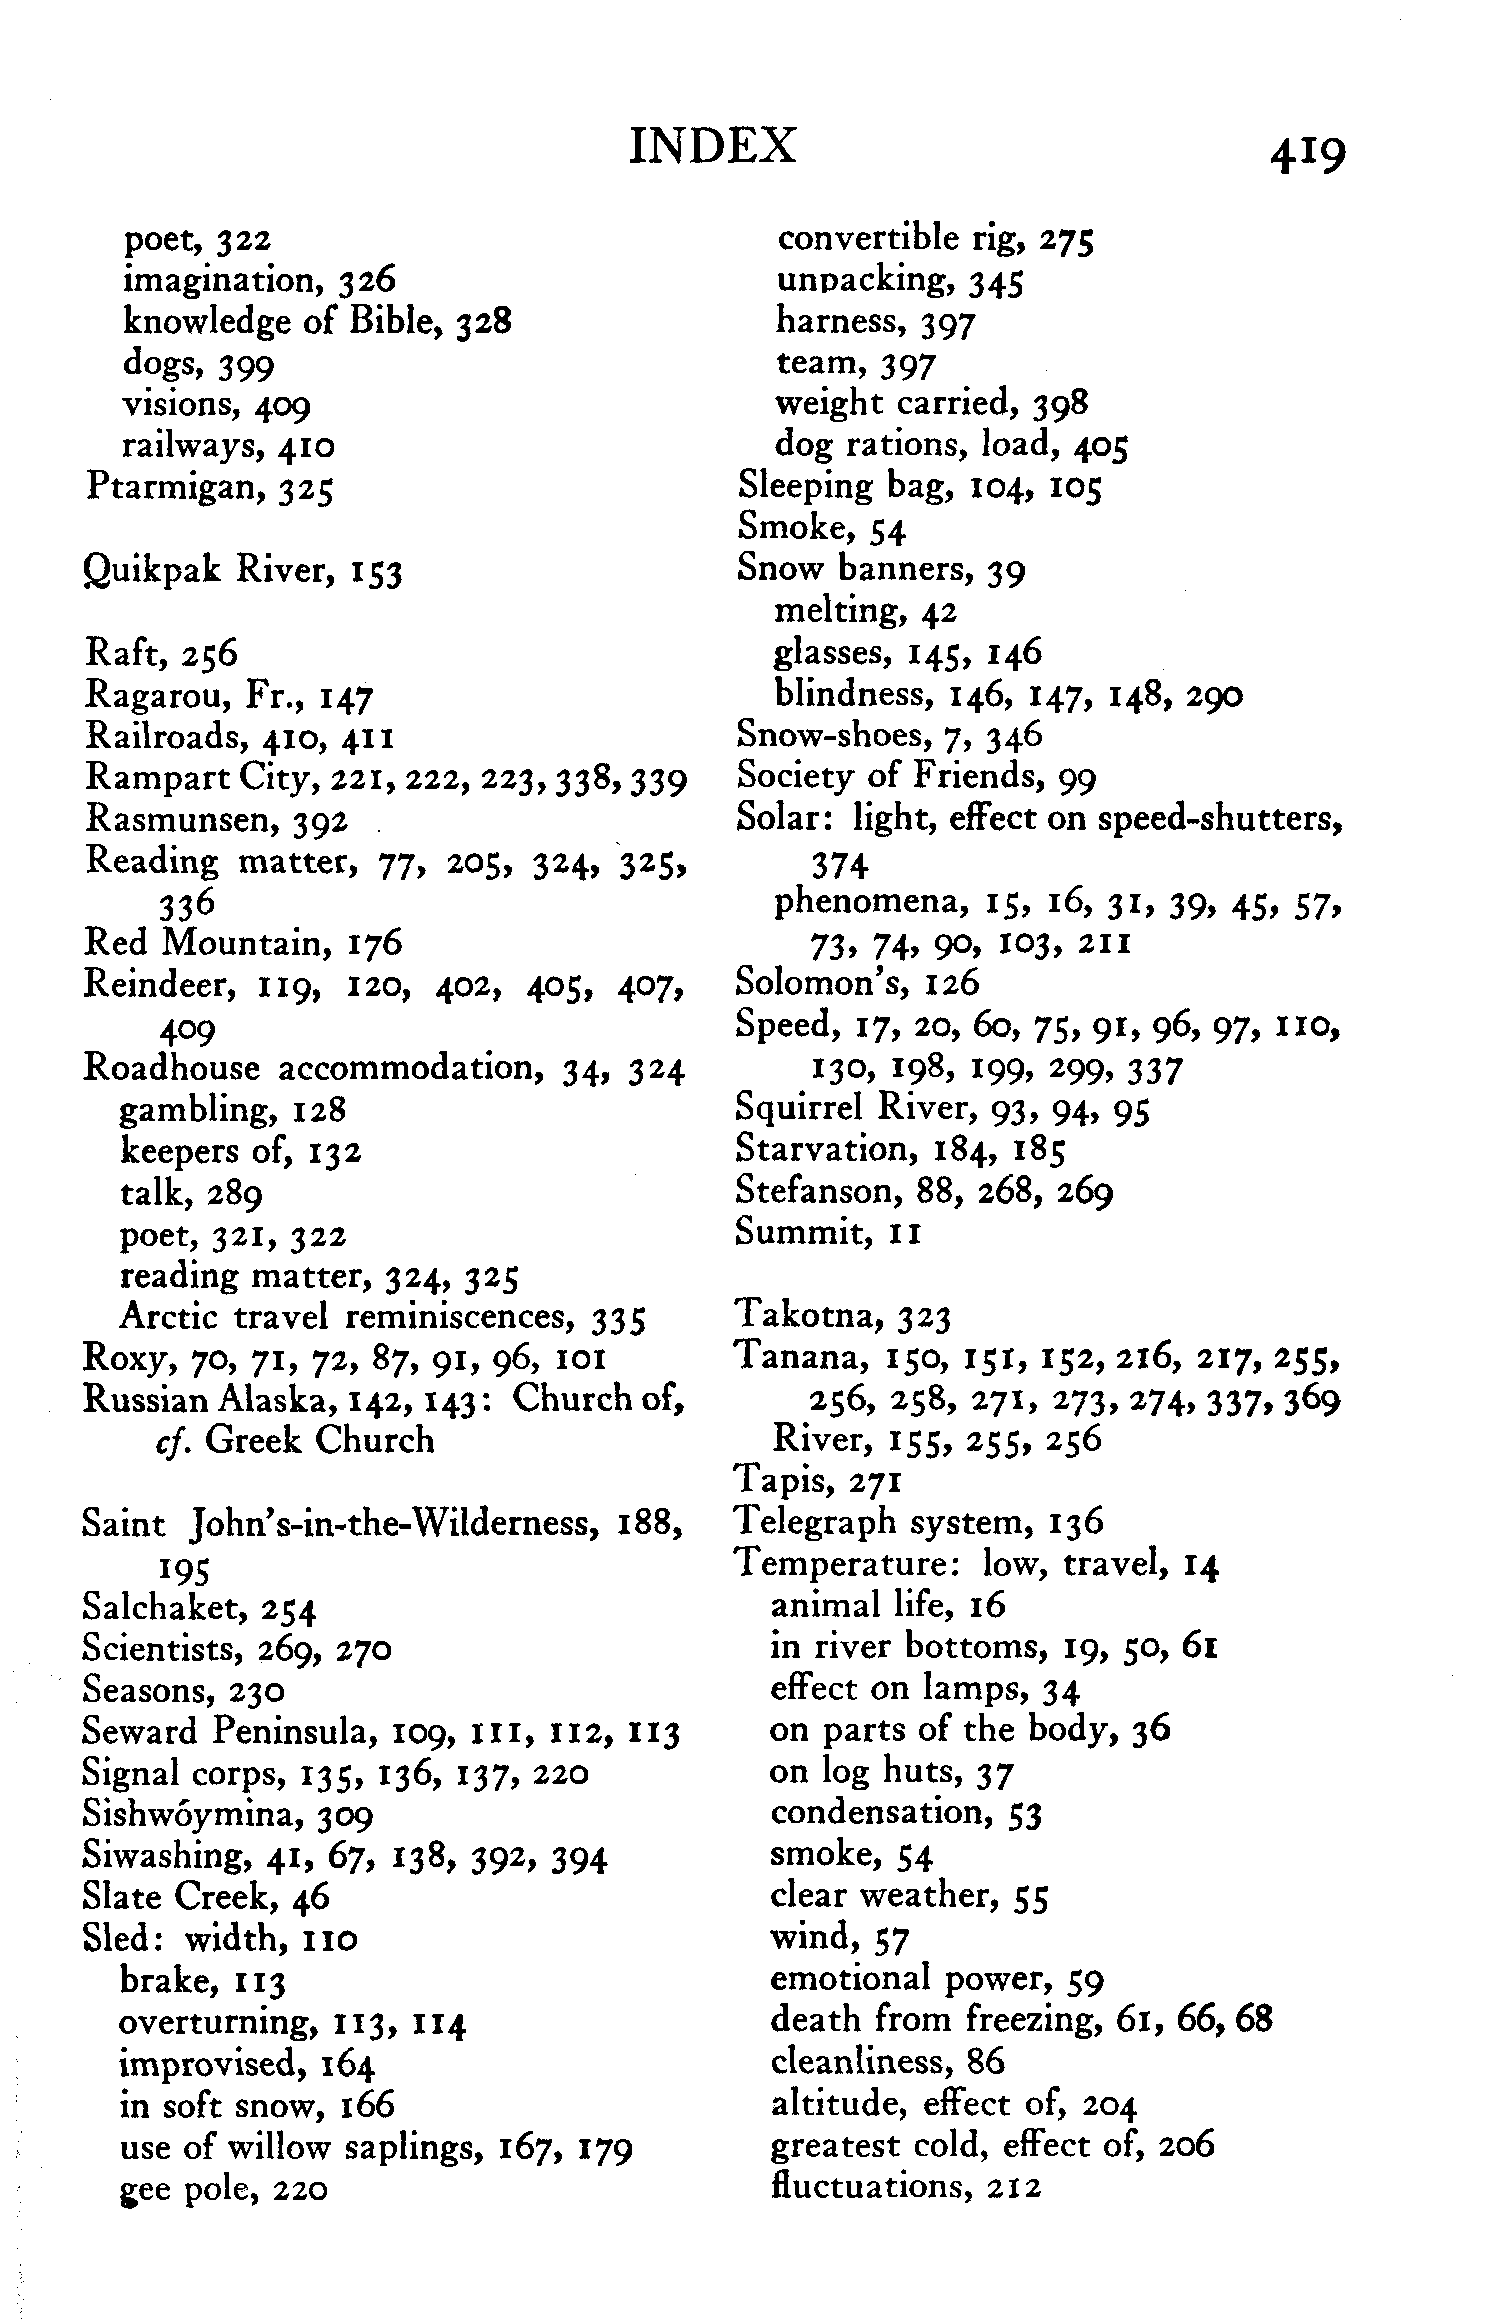 INDEX 419
poet, 322
imagination, 326
knowledge of Bible, 328
dogs, 399
visions, 409
railways, 410
Ptarmigan, 325
Quikpak River, 153
Raft, 256
Ragarou, Fr., 147
Railroads, 410, 411
Rampart City, 221, 222, 223, 338, 339
Rasmunsen, 392
Reading matter, 77, 205, 324, 325,
336
Red Mountain, 176
Reindeer, 119, 120, 402, 405, 407,
409
Roadhouse accommodation, 34, 324
gambling, 128
keepers of, 132
talk, 289
poet, 321, 322
reading matter, 324, 325
Arctic travel reminiscences, 335
Roxy, 70, 71, 72, 87, 91, 96, 101
Russian Alaska, 142, 143: Church of,
cf. Greek Church
Saint John's-in-the-Wilderness, 188,
195
Salchaket, 254
Scientists, 269, 270
Seasons, 230
Seward Peninsula, 109, 111, 112, 113
Signal corps, 135, 136, 137, 220
Sishwóymina, 309
Siwashing, 41, 67, 138, 392, 394
Slate Creek, 46
Sled: width, 110
brake, 113
overturning, 113, 114
improvised, 164
in soft snow, 166
use of willow saplings, 167, 179
gee pole, 220
convertible rig, 275
unpacking, 345
harness, 397
team, 397
weight carried, 398
dog rations, load, 405
Sleeping bag, 104, 105
Smoke, 54
Snow banners, 39
melting, 42
glasses, 145, 146
blindness, 146, 147, 148, 290
Snow-shoes, 7, 346
Society of Friends, 99
Solar: light, effect on speed-shutters,
374
phenomena, 15, 16, 31, 39, 45, 57,
73, 74, 90, 103, 211
Solomon's, 126
Speed, 17, 20, 60, 75, 91, 96, 97, 110,
130, 198, 199, 299, 337
Squirrel River, 93, 94, 95
Starvation, 184, 185
Stefanson, 88, 268, 269
Summit, 11
Takotna, 323
Tanana, 150, 151, 152, 216, 217, 255,
256, 258, 271, 273, 274, 337, 369
River, 155, 255, 256
Tapis, 271
Telegraph system, 136
Temperature: low, travel, 14
animal life, 16
in river bottoms, 19, 50, 61
effect on lamps, 34
on parts of the body, 36
on log huts, 37
condensation, 53
smoke, 54
clear weather, 55
wind, 57
emotional power, 59
death from freezing, 61, 66, 68
cleanliness, 86
altitude, effect of, 204
greatest cold, effect of, 206
fluctuations, 212